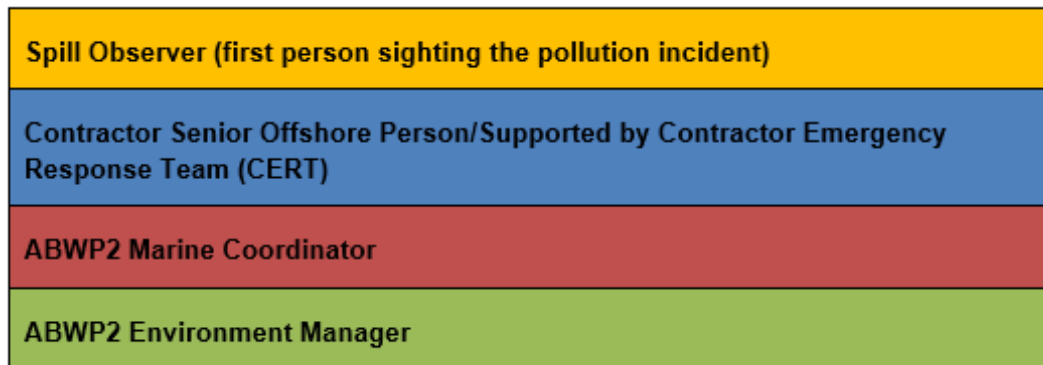 Spill Observer (first person sighting the pollution incident)
Contractor Senior Offshore Person/Supported by Contractor Emergency
Response Team (CERT)
ABWP2 Marine Coordinator
ABWP2 Environment Manager